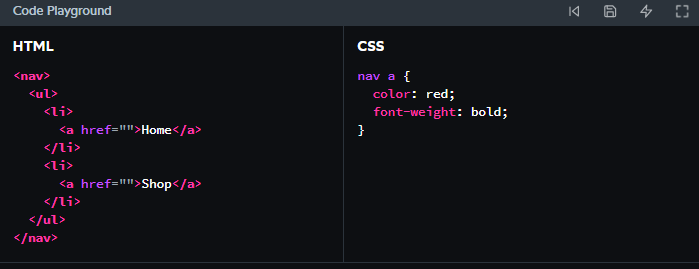 Code Playground
HTML
<nav>
  <ul>
    <li>
      <a href="">Home</a>
    </li>
    <li>
      <a href="">Shop</a>
    </li>
  </ul>
</nav>
CSS
nav a {
  color: red;
  font-weight: bold;
}